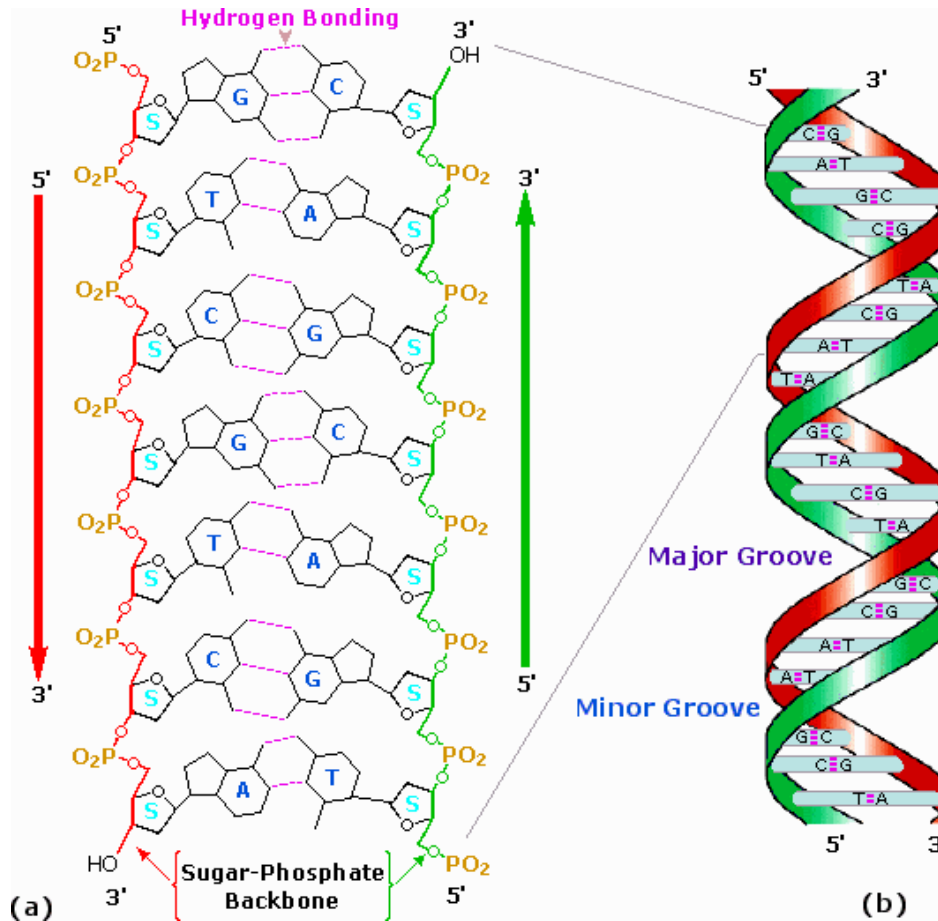 Hydrogen Bonding
5' 3'
O₂P OH
G C
S S
5' 3'
O₂P PO₂
5' 3'
C≡G
A=T
T A
S S
G≡C
C≡G
O₂P PO₂
T=A
C G
S S
C≡G
A=T
T=A
O₂P PO₂
G C
S S
G≡C
T=A
C≡G
O₂P PO₂
T=A
T A
S S
Major Groove
G≡C
C≡G
O₂P PO₂
A=T
C G
S S
3' 5'
A=T
Minor Groove
G≡C
O₂P PO₂
C≡G
A T
S S
T=A
5' 3'
HO PO₂
3' 5'
Sugar-Phosphate
Backbone
(a) (b)